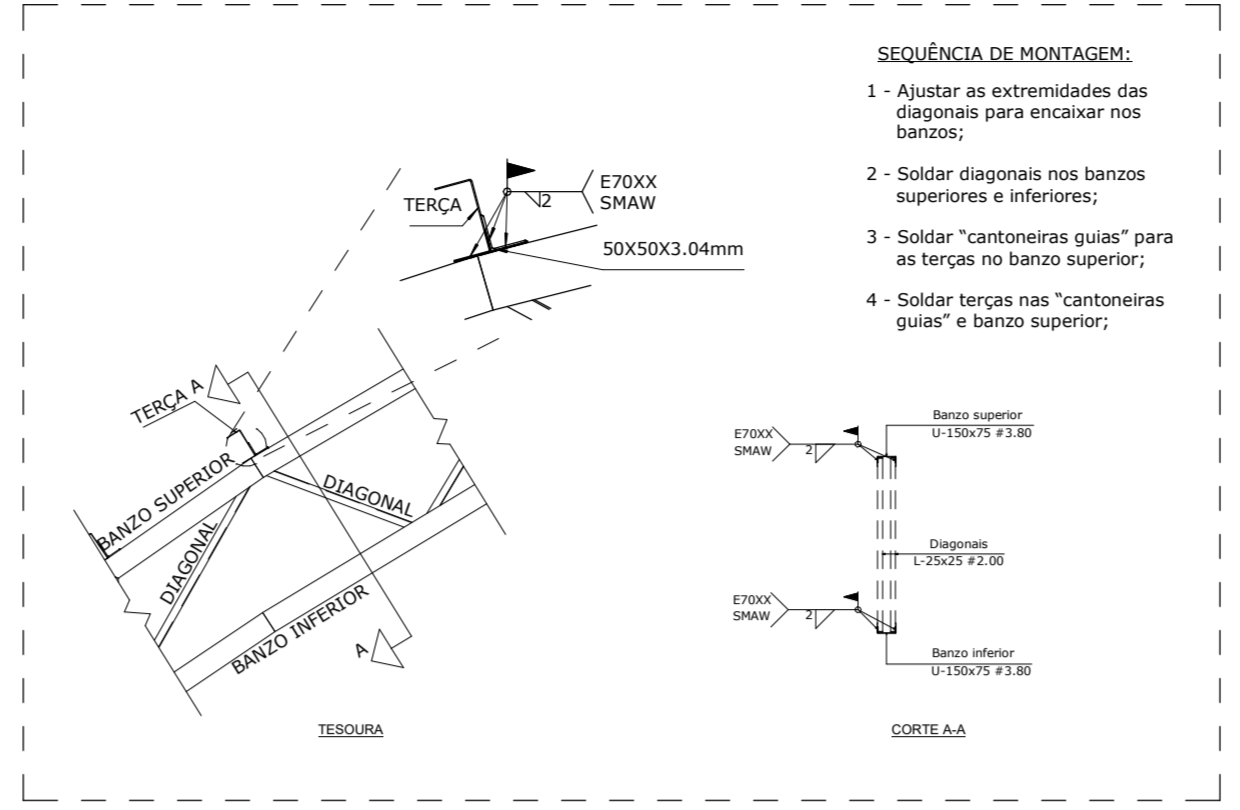 SEQUÊNCIA DE MONTAGEM:
1 - Ajustar as extremidades das
diagonais para encaixar nos
banzos;
2 - Soldar diagonais nos banzos
superiores e inferiores;
3 - Soldar “cantoneiras guias” para
as terças no banzo superior;
4 - Soldar terças nas “cantoneiras
guias” e banzo superior;
TERÇA
2
E70XX
SMAW
50X50X3.04mm
TERÇA A
A
BANZO SUPERIOR
DIAGONAL
DIAGONAL
BANZO INFERIOR
TESOURA
E70XX
SMAW
2
Banzo superior
U-150x75 #3.80
Diagonais
L-25x25 #2.00
E70XX
SMAW
2
Banzo inferior
U-150x75 #3.80
CORTE A-A